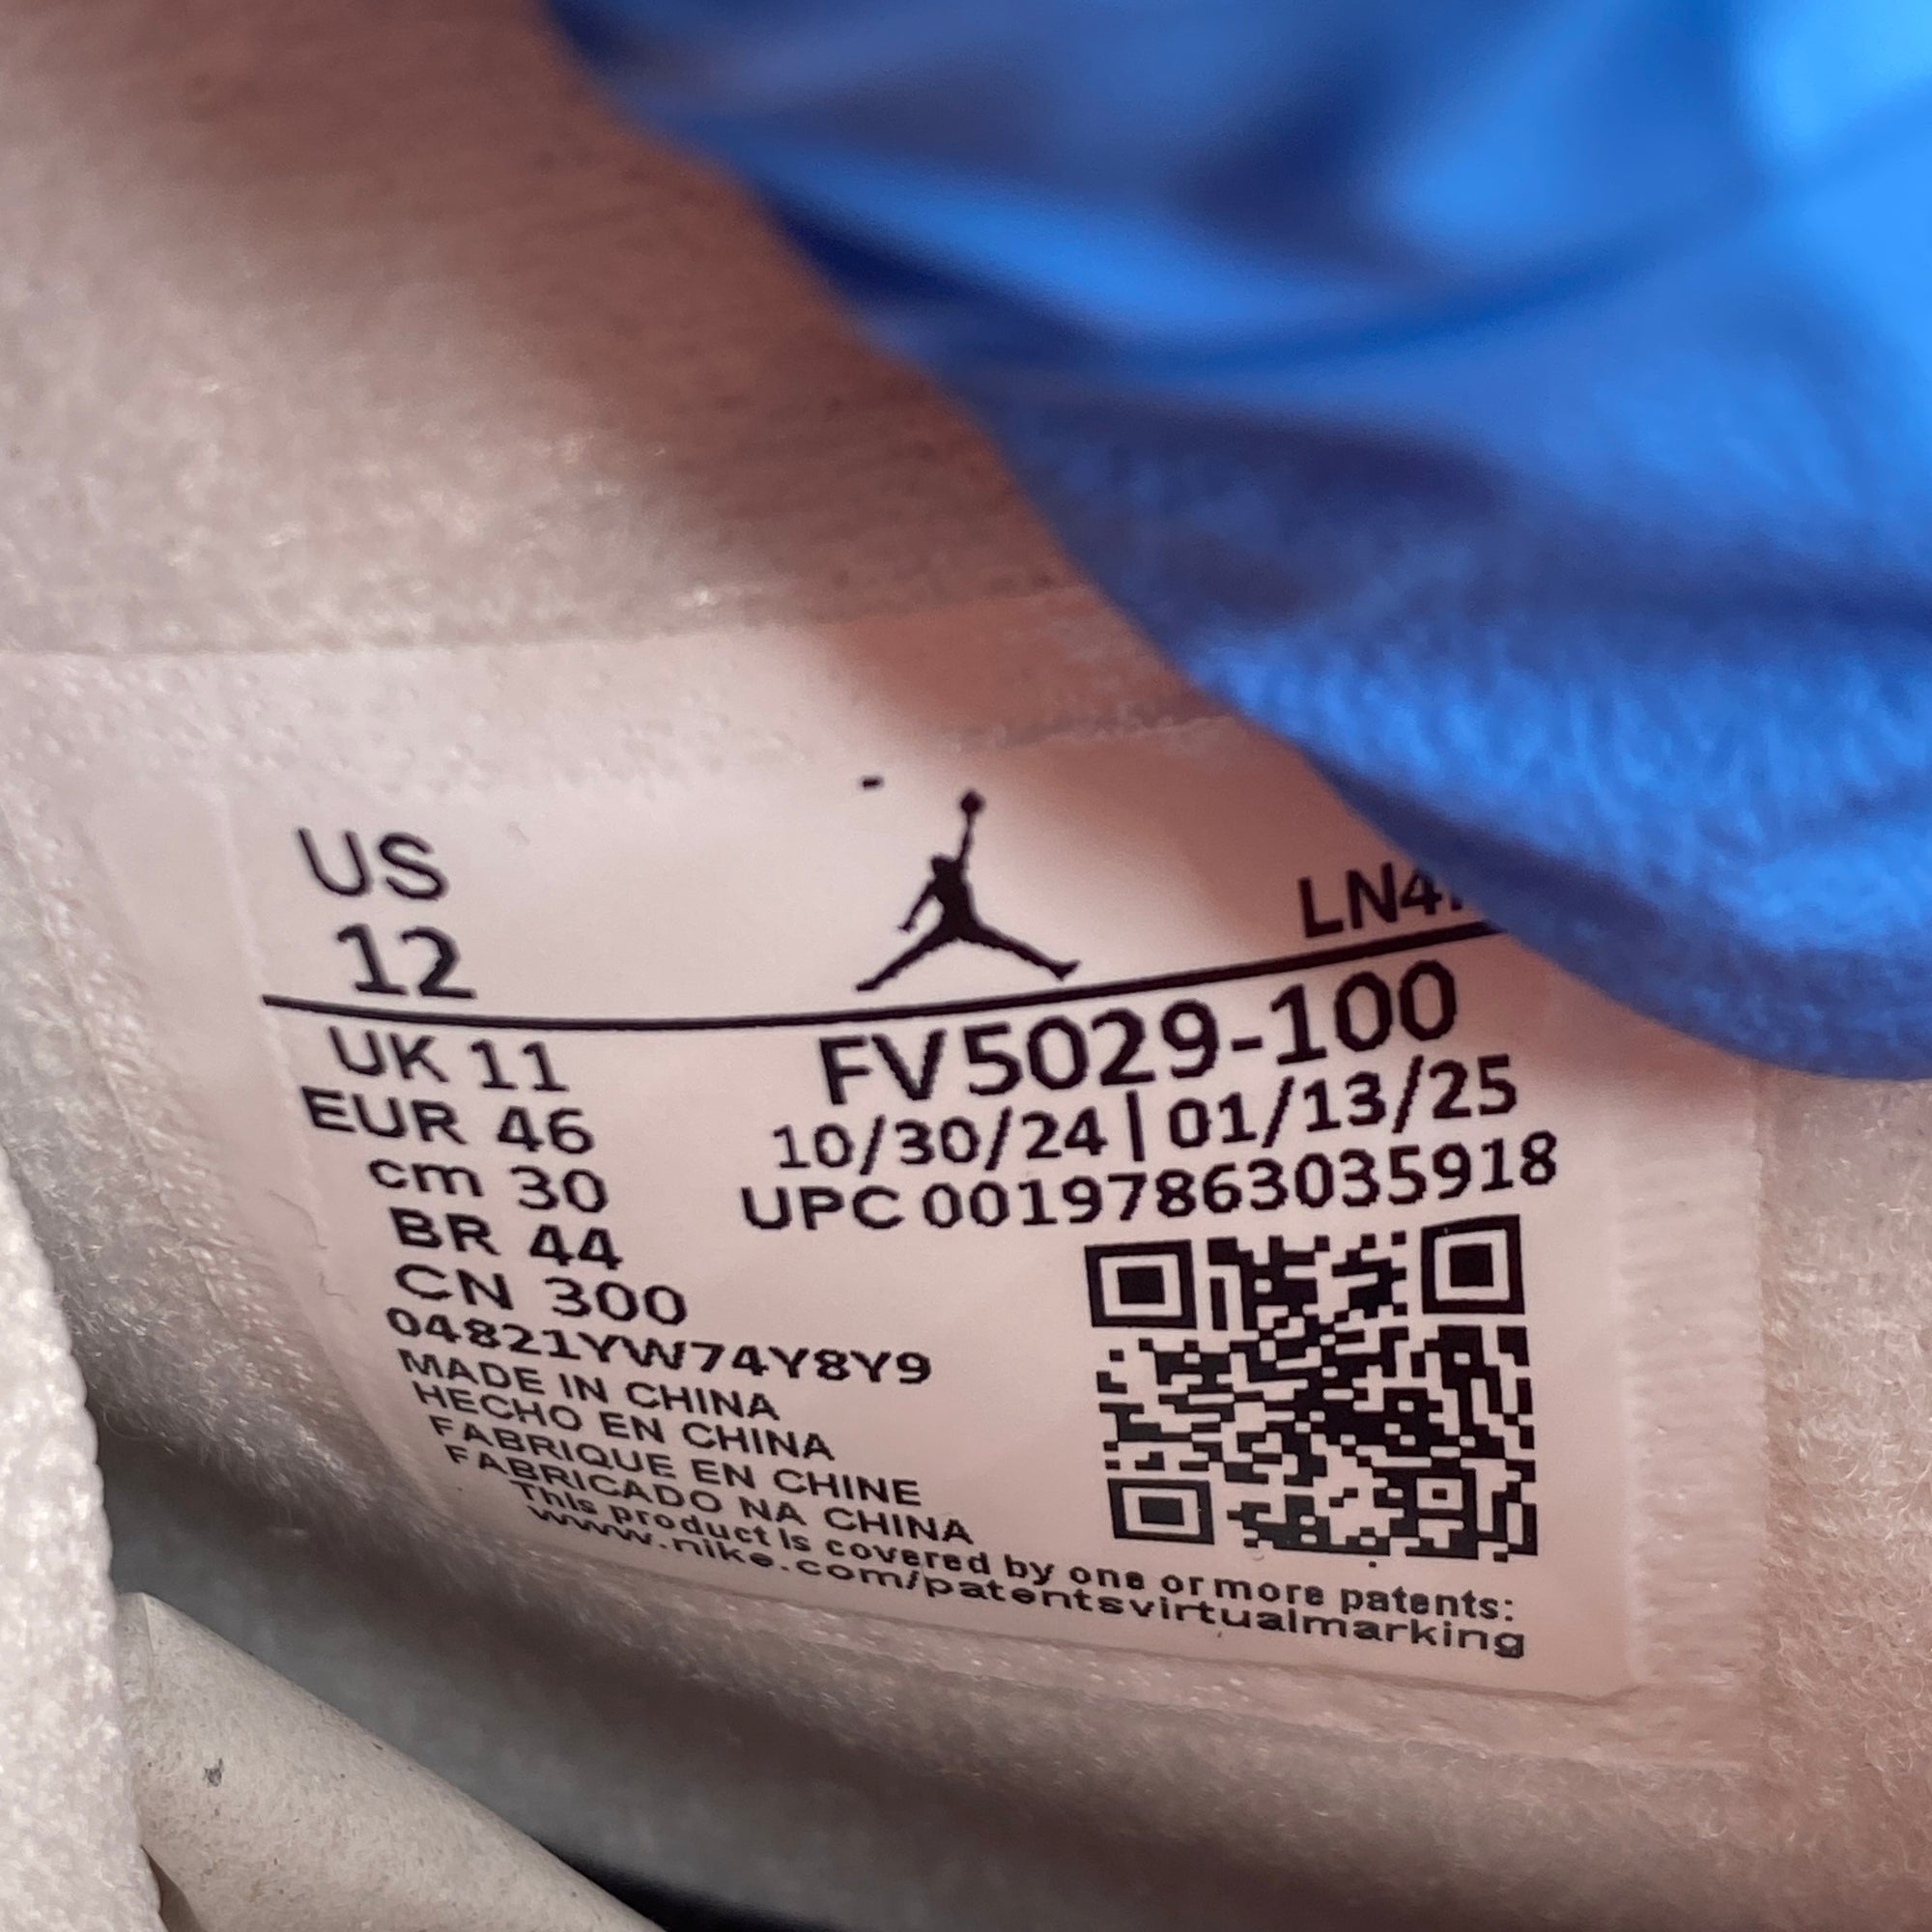 US
12
UK 11
EUR 46
cm 30
BR 44
CN 300
04821YW74Y8Y9
MADE IN CHINA
HECHO EN CHINA
FABRIQUE EN CHINE
FABRICADO NA CHINA
FV5029-100
10/30/24|01/13/25
UPC 00197863035918
This product is covered by one or more patents:
www.nike.com/patentsvirtualmarking